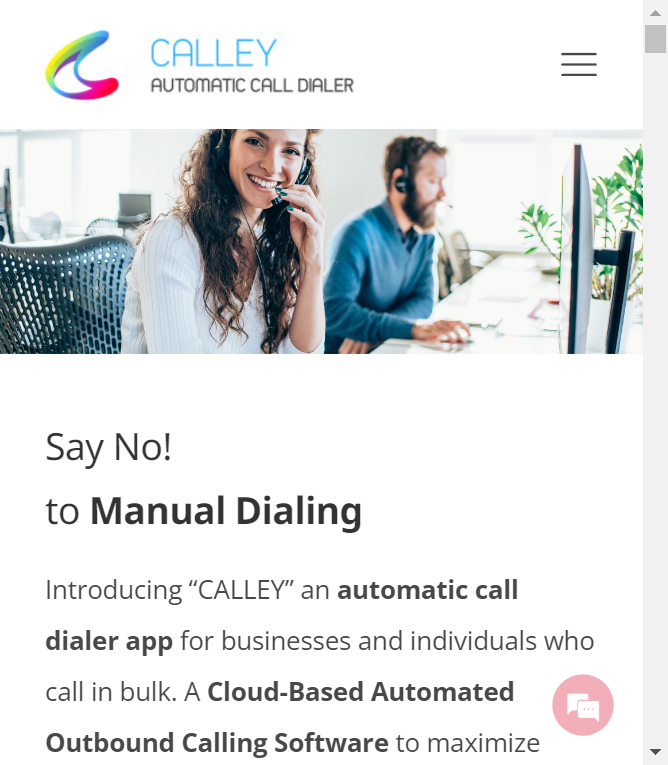 CALLEY
AUTOMATIC CALL DIALER
Say No!
to Manual Dialing
Introducing “CALLEY” an automatic call
dialer app for businesses and individuals who
call in bulk. A Cloud-Based Automated
Outbound Calling Software to maximize